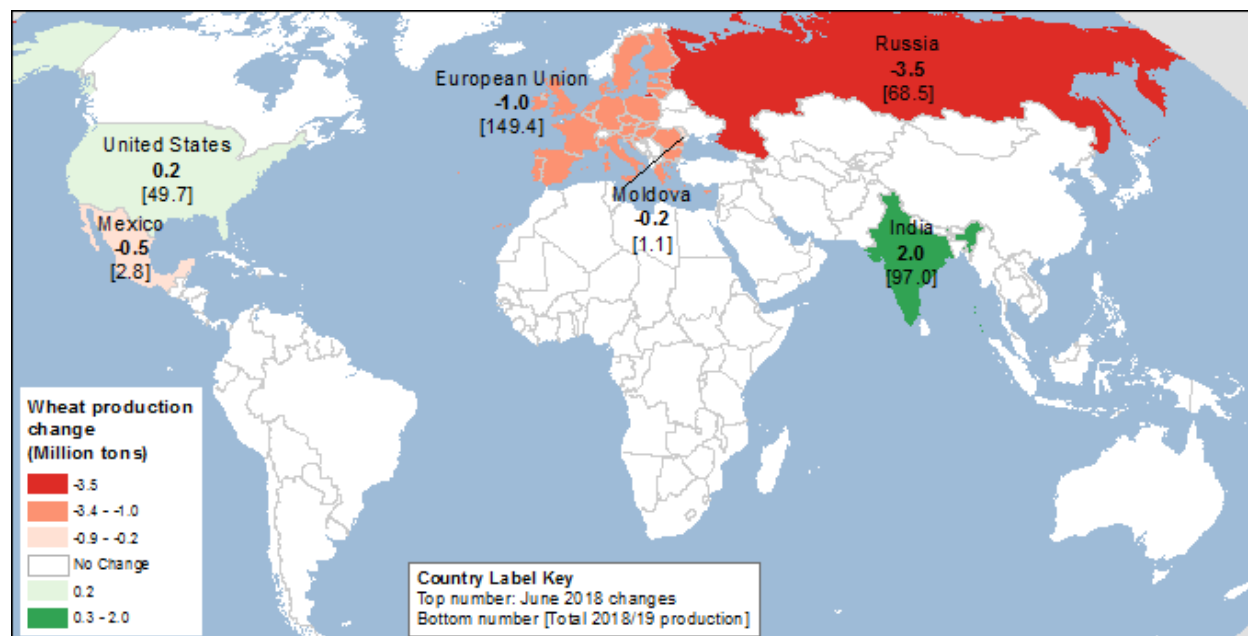 Russia
-3.5
[68.5]
European Union
-1.0
[149.4]
United States
0.2
[49.7]
Moldova
-0.2
[1.1]
Mexico
-0.5
[2.8]
India
2.0
[97.0]
Wheat production
change
(Million tons)
-3.5
-3.4 - -1.0
-0.9 - -0.2
No Change
0.2
0.3 - 2.0
Country Label Key
Top number: June 2018 changes
Bottom number [Total 2018/19 production]